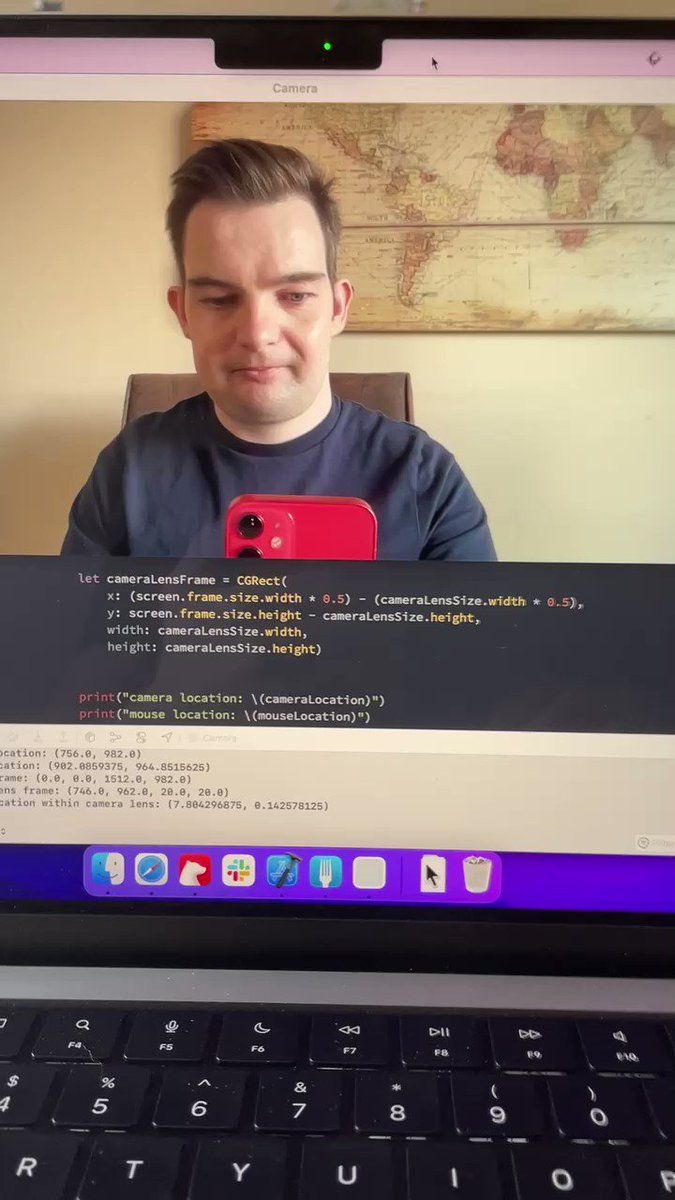 Camera
AMERICA
AMERICA
let cameraLensFrame = CGRect(
x: (screen.frame.size.width * 0.5) - (cameraLensSize.width * 0.5),
y: screen.frame.size.height - cameraLensSize.height,
width: cameraLensSize.width,
height: cameraLensSize.height)
print("camera location: \(cameraLocation)")
print("mouse location: \(mouseLocation)")
Camera
ocation: (756.0, 982.0)
cation: (902.0859375, 964.8515625)
rame: (0.0, 0.0, 1512.0, 982.0)
ens frame: (746.0, 962.0, 20.0, 20.0)
cation within camera lens: (7.804296875, 0.142578125)
Filter
F4 F5 F6 F7 F8 F9 F10
$ % ^ & * ( )
4 5 6 7 8 9 0
R T Y U I O P